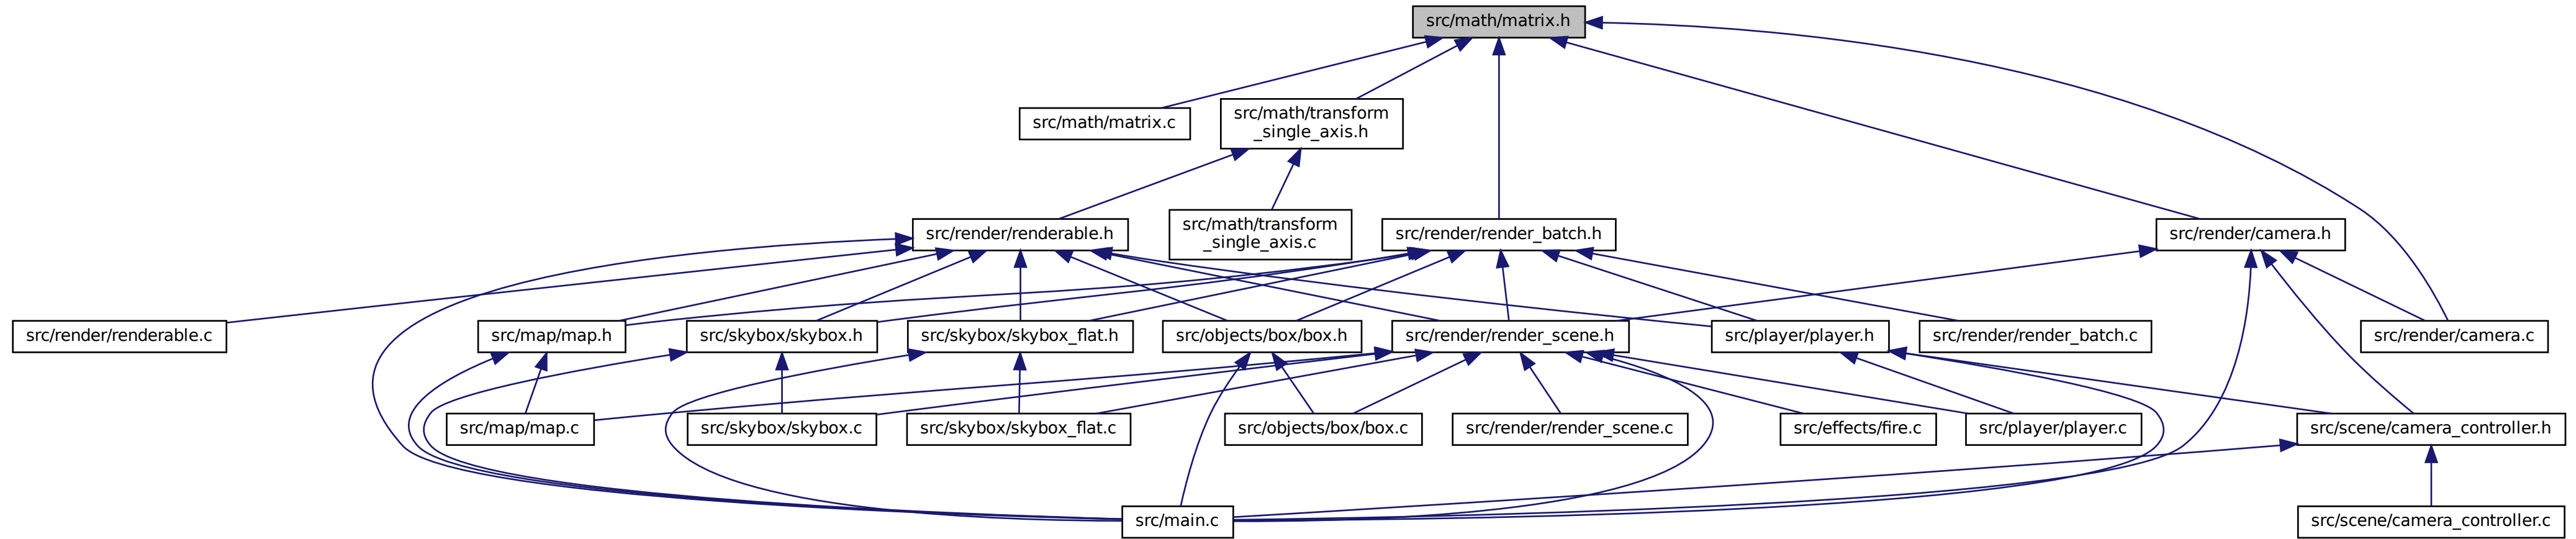 src/math/matrix.h
src/math/matrix.c
src/math/transform
_single_axis.h
src/render/renderable.h
src/math/transform
_single_axis.c
src/render/render_batch.h
src/render/camera.h
src/render/renderable.c
src/map/map.h
src/skybox/skybox.h
src/skybox/skybox_flat.h
src/objects/box/box.h
src/render/render_scene.h
src/player/player.h
src/render/render_batch.c
src/render/camera.c
src/map/map.c
src/skybox/skybox.c
src/skybox/skybox_flat.c
src/objects/box/box.c
src/render/render_scene.c
src/effects/fire.c
src/player/player.c
src/scene/camera_controller.h
src/main.c
src/scene/camera_controller.c